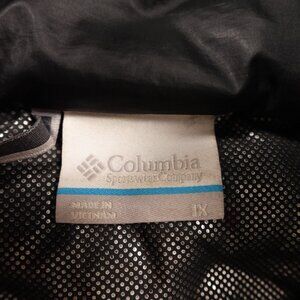 Columbia
Sportswear Company
MADE IN
VIETNAM
1X